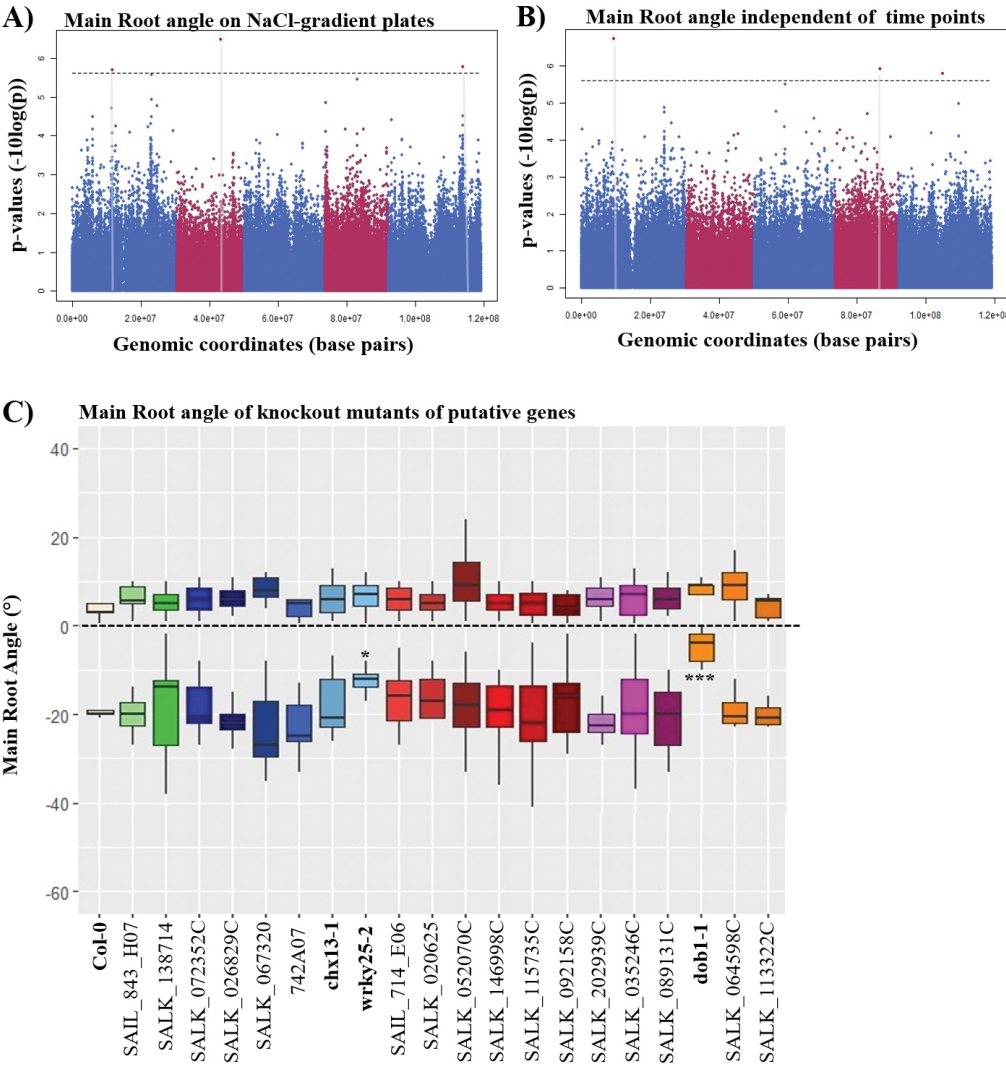 A) Main Root angle on NaCl-gradient plates
p-values (-10log(p))
6
5
4
3
2
1
0
0.0e+00 2.0e+07 4.0e+07 6.0e+07 8.0e+07 1.0e+08 1.2e+08
Genomic coordinates (base pairs)
B) Main Root angle independent of time points
p-values (-10log(p))
6
5
4
3
2
1
0
0.0e+00 2.0e+07 4.0e+07 6.0e+07 8.0e+07 1.0e+08 1.2e+08
Genomic coordinates (base pairs)
C) Main Root angle of knockout mutants of putative genes
Main Root Angle (°)
40
20
0
-20
-40
-60
*
***
Col-0
SAIL_843_H07
SALK_138714
SALK_072352C
SALK_026829C
SALK_067320
742A07
chx13-1
wrky25-2
SAIL_714_E06
SALK_020625
SALK_052070C
SALK_146998C
SALK_115735C
SALK_092158C
SALK_202939C
SALK_035246C
SALK_089131C
dob1-1
SALK_064598C
SALK_113322C